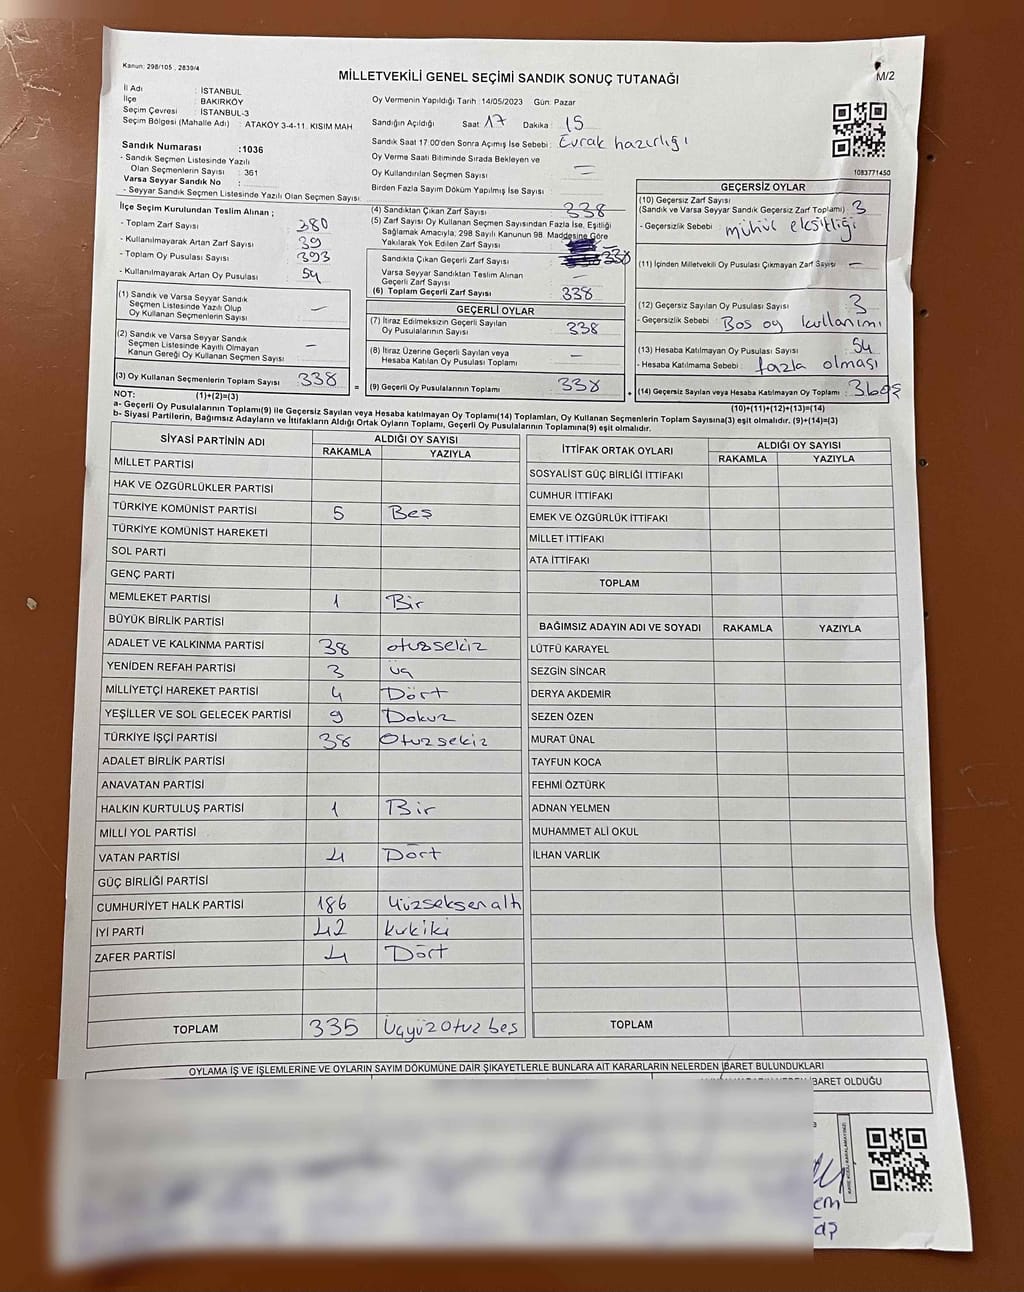 Kanun: 298/105 , 2839/4
MİLLETVEKİLİ GENEL SEÇİMİ SANDIK SONUÇ TUTANAĞI
M/2
İl Adı : İSTANBUL
İlçe : BAKIRKÖY
Seçim Çevresi : İSTANBUL-3
Seçim Bölgesi (Mahalle Adı) : ATAKÖY 3-4-11. KISIM MAH
Sandık Numarası :1036
- Sandık Seçmen Listesinde Yazılı
Olan Seçmenlerin Sayısı : 361
Varsa Seyyar Sandık No :
- Seyyar Sandık Seçmen Listesinde Yazılı Olan Seçmen Sayısı:
Oy Vermenin Yapıldığı Tarih :14/05/2023 Gün: Pazar
Sandığın Açıldığı Saat 17 Dakika : 15
Sandık Saat 17.00'den Sonra Açılmış İse Sebebi : Evrak hazırlığı
Oy Verme Saati Bitiminde Sırada Bekleyen ve
Oy Kullandırılan Seçmen Sayısı : —
Birden Fazla Sayım Döküm Yapılmış İse Sayısı :
1083771450
İlçe Seçim Kurulundan Teslim Alınan ;
- Toplam Zarf Sayısı : 380
- Kullanılmayarak Artan Zarf Sayısı : 39
- Toplam Oy Pusulası Sayısı : 393
- Kullanılmayarak Artan Oy Pusulası : 54
(1) Sandık ve Varsa Seyyar Sandık
Seçmen Listesinde Yazılı Olup
Oy Kullanan Seçmenlerin Sayısı : —
(2) Sandık ve Varsa Seyyar Sandık
Seçmen Listesinde Kayıtlı Olmayan
Kanun Gereği Oy Kullanan Seçmen Sayısı : —
(3) Oy Kullanan Seçmenlerin Toplam Sayısı : 338
(4) Sandıktan Çıkan Zarf Sayısı : 338
(5) Zarf Sayısı Oy Kullanan Seçmen Sayısından Fazla İse, Eşitliği
Sağlamak Amacıyla; 298 Sayılı Kanunun 98. Maddesine Göre
Yakılarak Yok Edilen Zarf Sayısı
Sandıkta Çıkan Geçerli Zarf Sayısı : 338
Varsa Seyyar Sandıktan Teslim Alınan
Geçerli Zarf Sayısı : —
(6) Toplam Geçerli Zarf Sayısı : 338
GEÇERLİ OYLAR
(7) İtiraz Edilmeksizin Geçerli Sayılan
Oy Pusulalarının Sayısı : 338
(8) İtiraz Üzerine Geçerli Sayılan veya
Hesaba Katılan Oy Pusulası Toplamı : —
= (9) Geçerli Oy Pusulalarının Toplamı : 338
GEÇERSİZ OYLAR
(10) Geçersiz Zarf Sayısı
(Sandık ve Varsa Seyyar Sandık Geçersiz Zarf Toplamı) : 3
- Geçersizlik Sebebi : mühür eksikliği
(11) İçinden Milletvekili Oy Pusulası Çıkmayan Zarf Sayısı : —
(12) Geçersiz Sayılan Oy Pusulası Sayısı : 3
- Geçersizlik Sebebi : Boş oy kullanımı
(13) Hesaba Katılmayan Oy Pusulası Sayısı : 54
- Hesaba Katılmama Sebebi : fazla olması
(14) Geçersiz Sayılan veya Hesaba Katılmayan Oy Pusulası Toplamı :
NOT: (1)+(2)=(3) (10)+(11)+(12)+(13)=(14)
a- Geçerli Oy Pusulalarının Toplamı(9) ile Geçersiz Sayılan veya Hesaba katılmayan Oy Toplamı(14) Toplamları, Oy Kullanan Seçmenlerin Toplam Sayısına(3) eşit olmalıdır. (9)+(14)=(3)
b- Siyasi Partilerin, Bağımsız Adayların ve İttifakların Aldığı Ortak Oyların Toplamı, Geçerli Oy Pusulalarının Toplamına(9) eşit olmalıdır.
SİYASİ PARTİNİN ADI ALDIĞI OY SAYISI
RAKAMLA YAZIYLA
MİLLET PARTİSİ
HAK VE ÖZGÜRLÜKLER PARTİSİ
TÜRKİYE KOMÜNİST PARTİSİ 5 Beş
TÜRKİYE KOMÜNİST HAREKETİ
SOL PARTİ
GENÇ PARTİ
MEMLEKET PARTİSİ 1 Bir
BÜYÜK BİRLİK PARTİSİ
ADALET VE KALKINMA PARTİSİ 38 otuzsekiz
YENİDEN REFAH PARTİSİ 3 üç
MİLLİYETÇİ HAREKET PARTİSİ 4 Dört
YEŞİLLER VE SOL GELECEK PARTİSİ 9 Dokuz
TÜRKİYE İŞÇİ PARTİSİ 38 Otuzsekiz
ADALET BİRLİK PARTİSİ
ANAVATAN PARTİSİ
HALKIN KURTULUŞ PARTİSİ 1 Bir
MİLLİ YOL PARTİSİ
VATAN PARTİSİ 4 Dört
GÜÇ BİRLİĞİ PARTİSİ
CUMHURİYET HALK PARTİSİ 186 Yüzseksenaltı
İYİ PARTİ 42 Kırkiki
ZAFER PARTİSİ 4 Dört
TOPLAM 335 Üçyüzotuz beş
İTTİFAK ORTAK OYLARI ALDIĞI OY SAYISI
RAKAMLA YAZIYLA
SOSYALİST GÜÇ BİRLİĞİ İTTİFAKI
CUMHUR İTTİFAKI
EMEK VE ÖZGÜRLÜK İTTİFAKI
MİLLET İTTİFAKI
ATA İTTİFAKI
TOPLAM
BAĞIMSIZ ADAYIN ADI VE SOYADI RAKAMLA YAZIYLA
LÜTFÜ KARAYEL
SEZGİN SİNCAR
DERYA AKDEMİR
SEZEN ÖZEN
MURAT ÜNAL
TAYFUN KOCA
FEHMİ ÖZTÜRK
ADNAN YELMEN
MUHAMMET ALİ OKUL
İLHAN VARLIK
TOPLAM
OYLAMA İŞ VE İŞLEMLERİNE VE OYLARIN SAYIM DÖKÜMÜNE DAİR ŞİKAYETLERLE BUNLARA AİT KARARLARIN NELERDEN İBARET BULUNDUKLARI
İBARET OLDUĞU